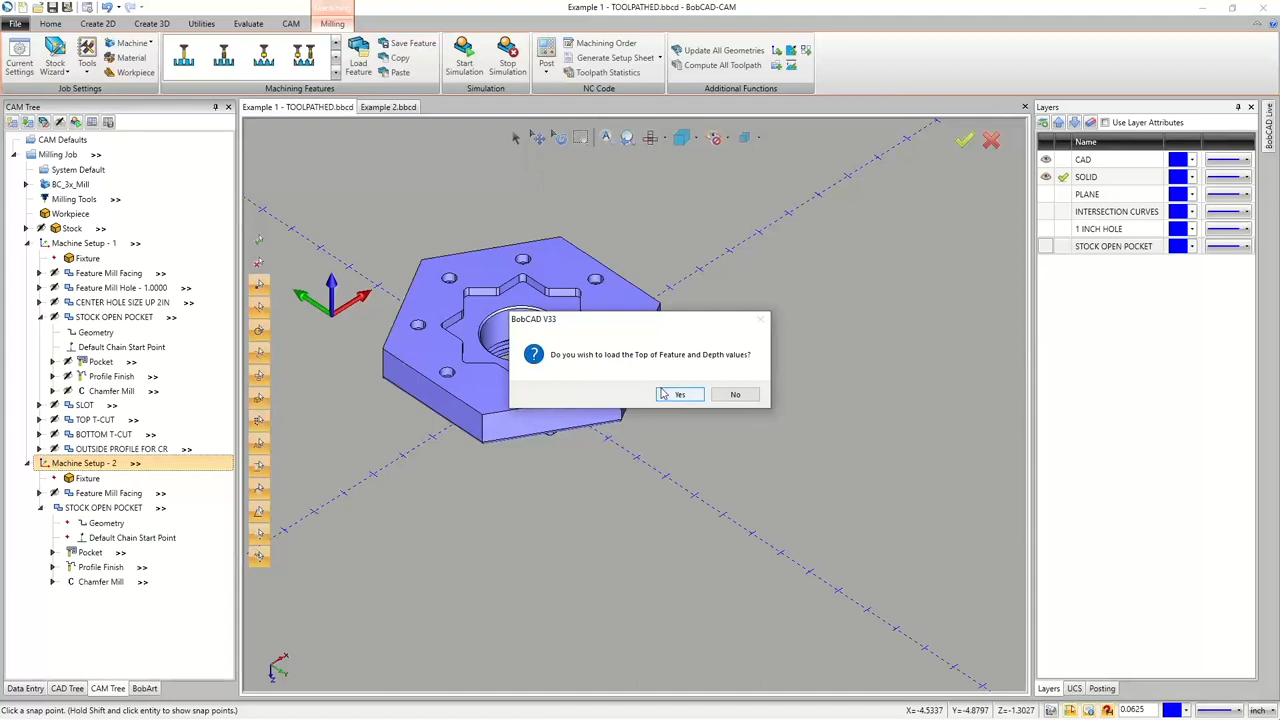 Example 1 - TOOLPATHED.bbcd - BobCAD-CAM
File Home Create 2D Create 3D Utilities Evaluate CAM Milling
Current Settings Stock Wizard Tools Machine Material Workpiece Job Settings
Load Feature Save Feature Copy Paste Machining Features
Start Simulation Stop Simulation Simulation
Post Machining Order Generate Setup Sheet Toolpath Statistics NC Code
Update All Geometries Compute All Toolpath Additional Functions
CAM Tree
CAM Defaults
Milling Job >>
System Default
BC_3x_Mill
Milling Tools >>
Workpiece
Stock >>
Machine Setup - 1 >>
Fixture
Feature Mill Facing >>
Feature Mill Hole - 1.0000 >>
CENTER HOLE SIZE UP 2IN >>
STOCK OPEN POCKET >>
Geometry
Default Chain Start Point
Pocket >>
Profile Finish >>
Chamfer Mill >>
SLOT >>
TOP T-CUT >>
BOTTOM T-CUT >>
OUTSIDE PROFILE FOR CR >>
Machine Setup - 2 >>
Fixture
Feature Mill Facing >>
STOCK OPEN POCKET >>
Geometry
Default Chain Start Point
Pocket >>
Profile Finish >>
C Chamfer Mill >>
Data Entry CAD Tree CAM Tree BobArt
Example 1 - TOOLPATHED.bbcd Example 2.bbcd
BobCAD V33
Do you wish to load the Top of Feature and Depth values?
Yes No
Layers
Use Layer Attributes
Name
CAD
SOLID
PLANE
INTERSECTION CURVES
1 INCH HOLE
STOCK OPEN POCKET
Layers UCS Posting
BobCAD Live
Click a snap point. (Hold Shift and click entity to show snap points.)
X=-4.5337 Y=-4.8797 Z=-1.3027 0.0625 inch